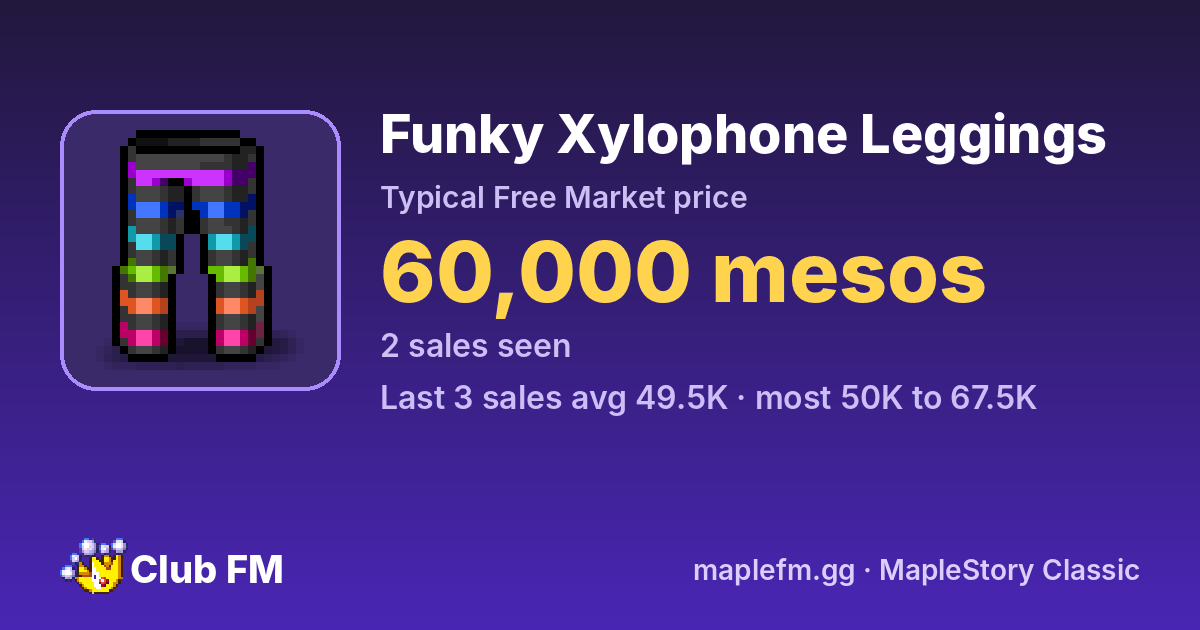 Funky Xylophone Leggings
Typical Free Market price
60,000 mesos
2 sales seen
Last 3 sales avg 49.5K · most 50K to 67.5K
Club FM
maplefm.gg · MapleStory Classic